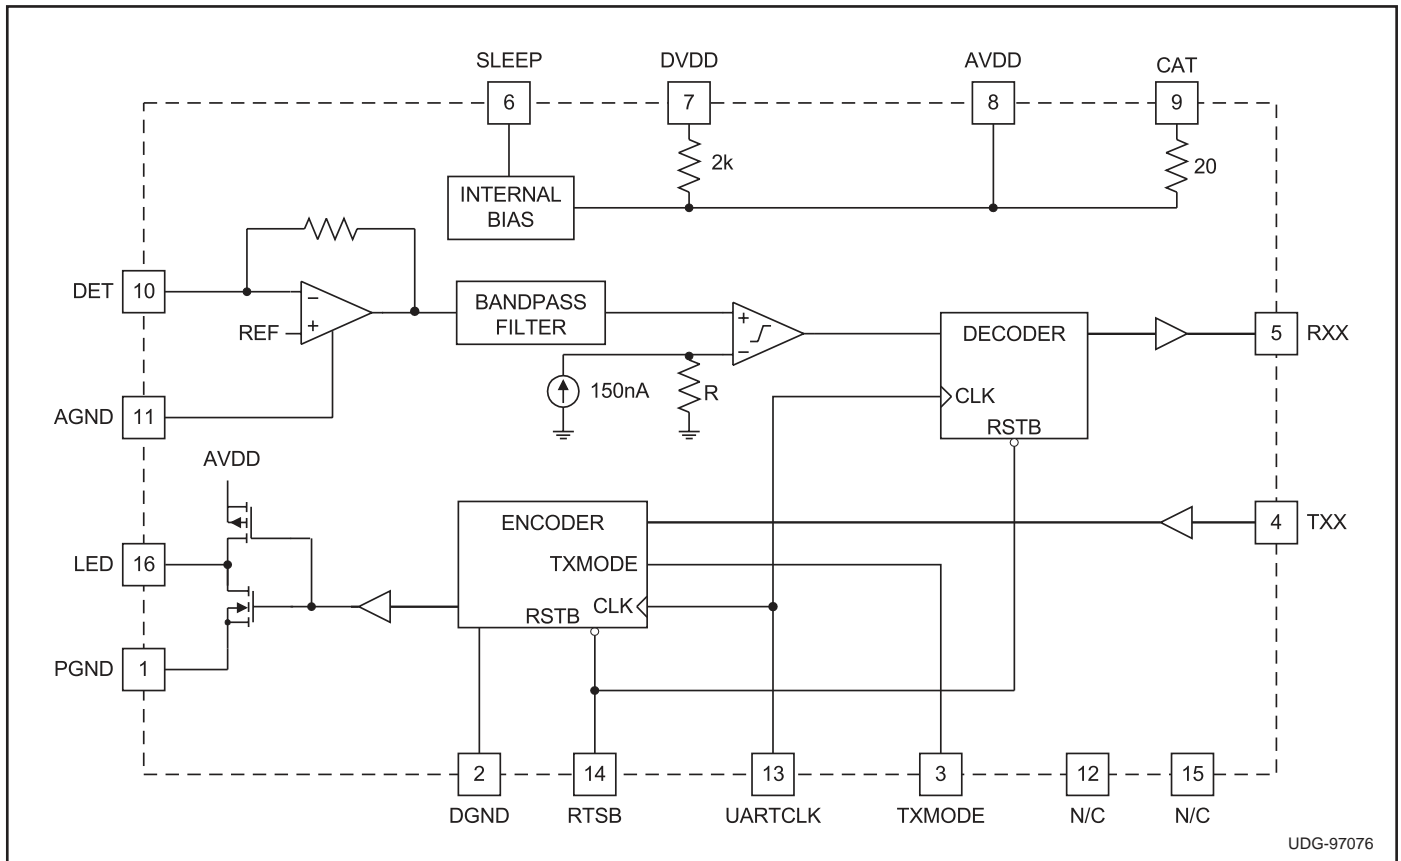 SLEEP
DVDD
AVDD
CAT
6
7
8
9
2k
20
INTERNAL
BIAS
DET
10
−
+
REF
BANDPASS
FILTER
+
−
DECODER
5
RXX
150nA
R
CLK
RSTB
AGND
11
AVDD
ENCODER
4
TXX
LED
16
TXMODE
CLK
RSTB
PGND
1
2
14
13
3
12
15
DGND
RTSB
UARTCLK
TXMODE
N/C
N/C
UDG-97076